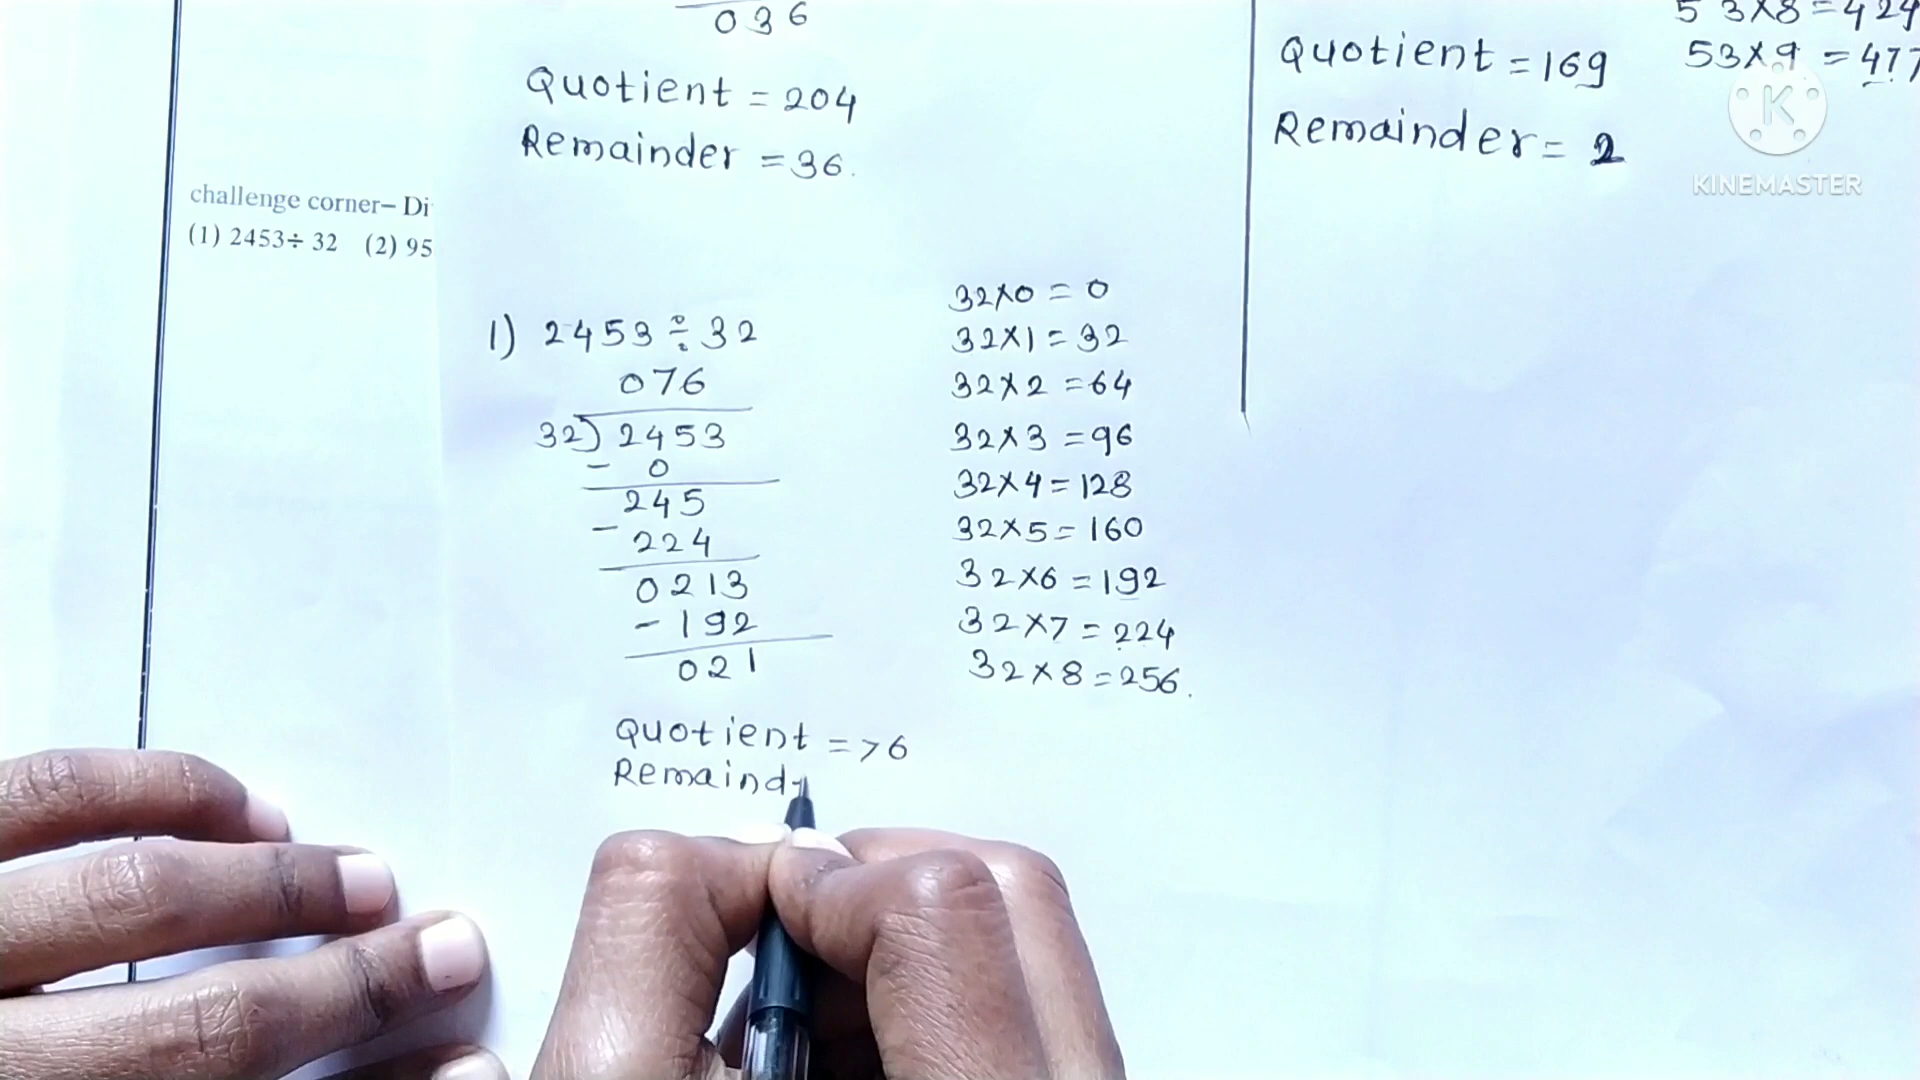 036
Quotient = 204
Remainder = 36.
challenge corner– Di
(1) 2453÷ 32 (2) 95
1) 2453 ÷ 32
076
32) 2453
- 0
245
- 224
0213
- 192
021
Quotient = 76
Remaind
32×0 = 0
32×1 = 32
32×2 = 64
32×3 = 96
32×4 = 128
32×5 = 160
32×6 = 192
32×7 = 224
32×8 = 256.
Quotient = 169
Remainder = 2
53×8 = 424
53×9 = 477
K
KINEMASTER